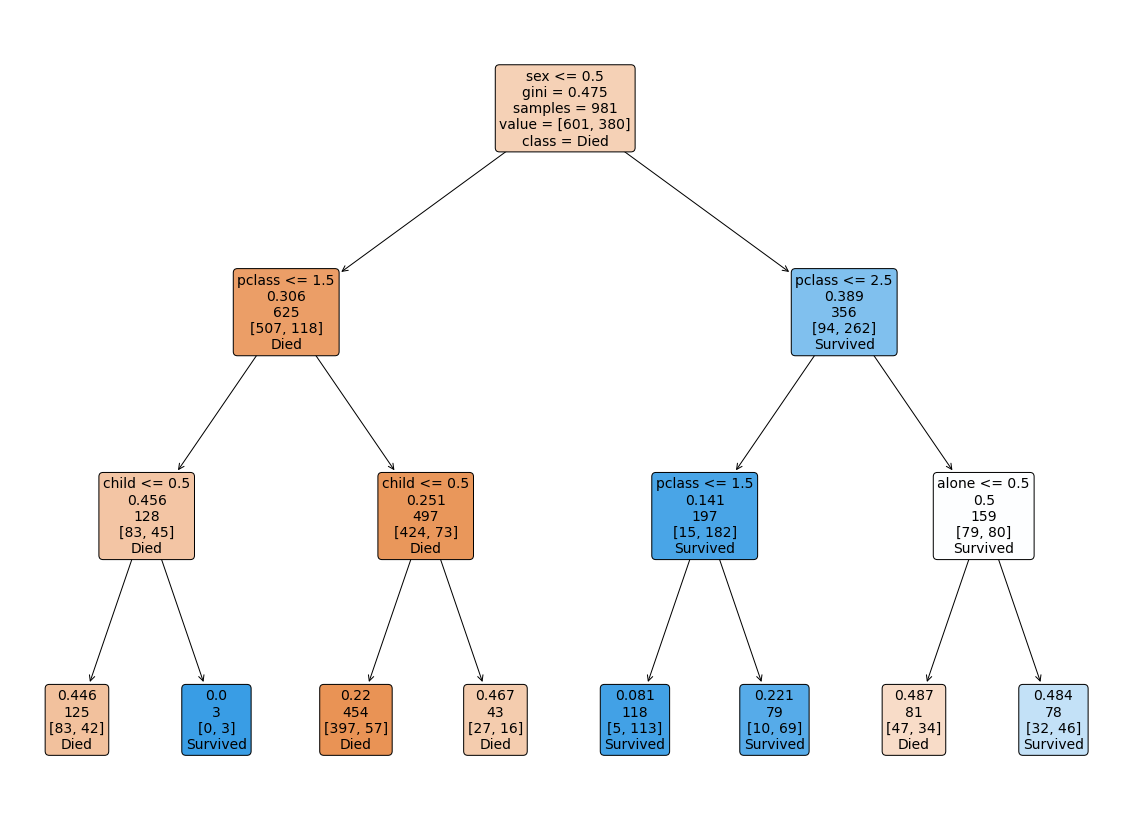 sex <= 0.5
gini = 0.475
samples = 981
value = [601, 380]
class = Died
pclass <= 1.5
0.306
625
[507, 118]
Died
pclass <= 2.5
0.389
356
[94, 262]
Survived
child <= 0.5
0.456
128
[83, 45]
Died
child <= 0.5
0.251
497
[424, 73]
Died
pclass <= 1.5
0.141
197
[15, 182]
Survived
alone <= 0.5
0.5
159
[79, 80]
Survived
0.446
125
[83, 42]
Died
0.0
3
[0, 3]
Survived
0.22
454
[397, 57]
Died
0.467
43
[27, 16]
Died
0.081
118
[5, 113]
Survived
0.221
79
[10, 69]
Survived
0.487
81
[47, 34]
Died
0.484
78
[32, 46]
Survived